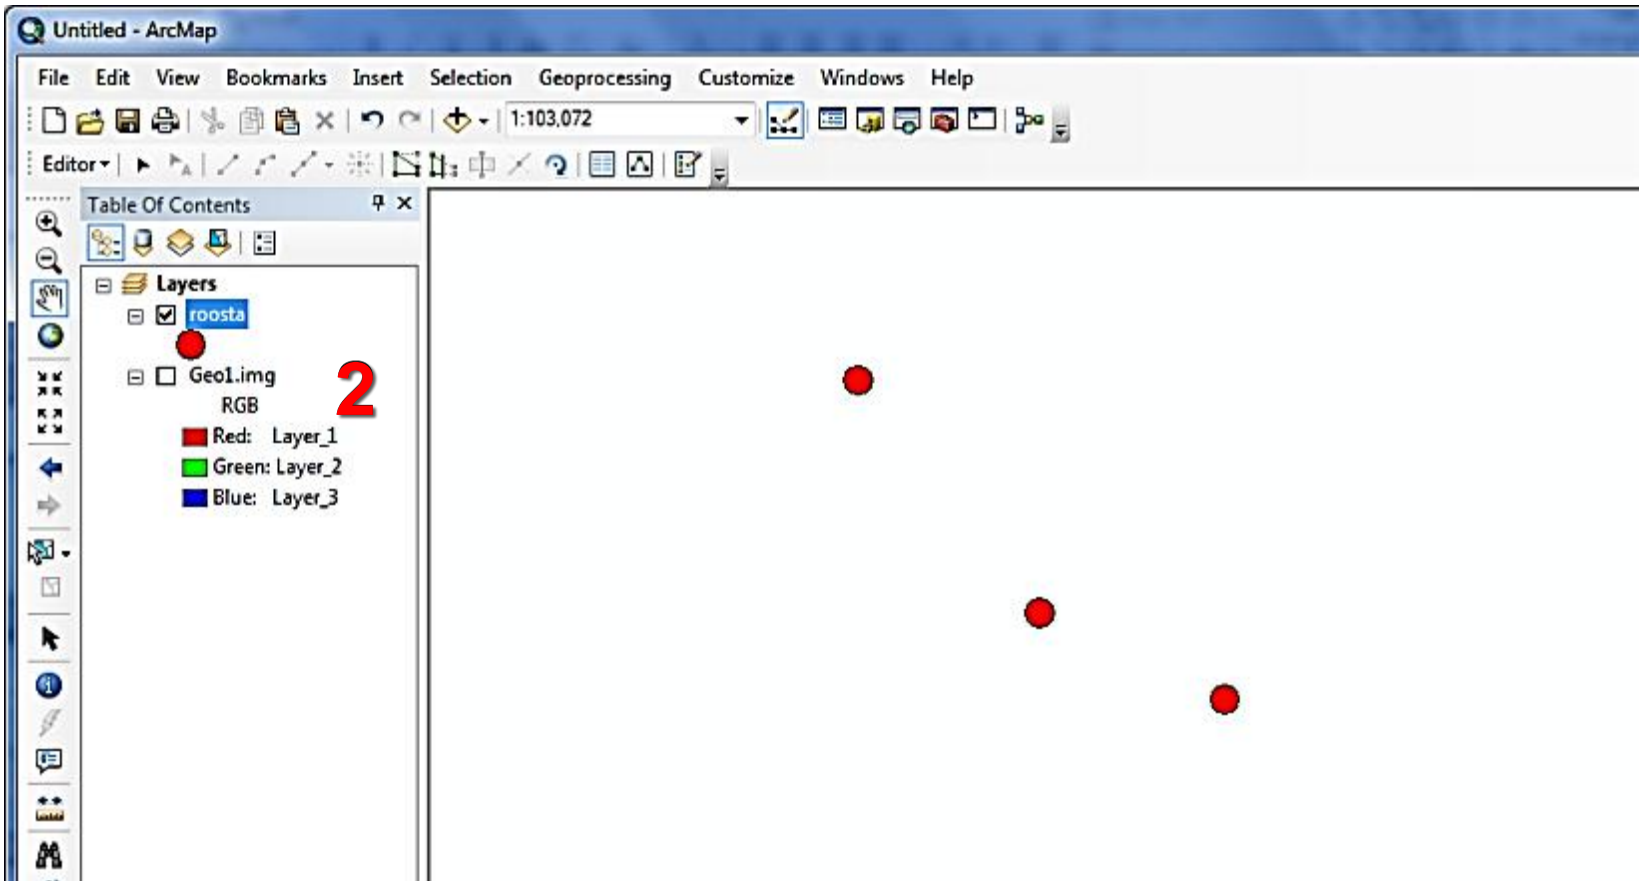 Untitled - ArcMap
File Edit View Bookmarks Insert Selection Geoprocessing Customize Windows Help
1:103,072
Editor
Table Of Contents
Layers
roosta
Geo1.img
2
RGB
Red: Layer_1
Green: Layer_2
Blue: Layer_3